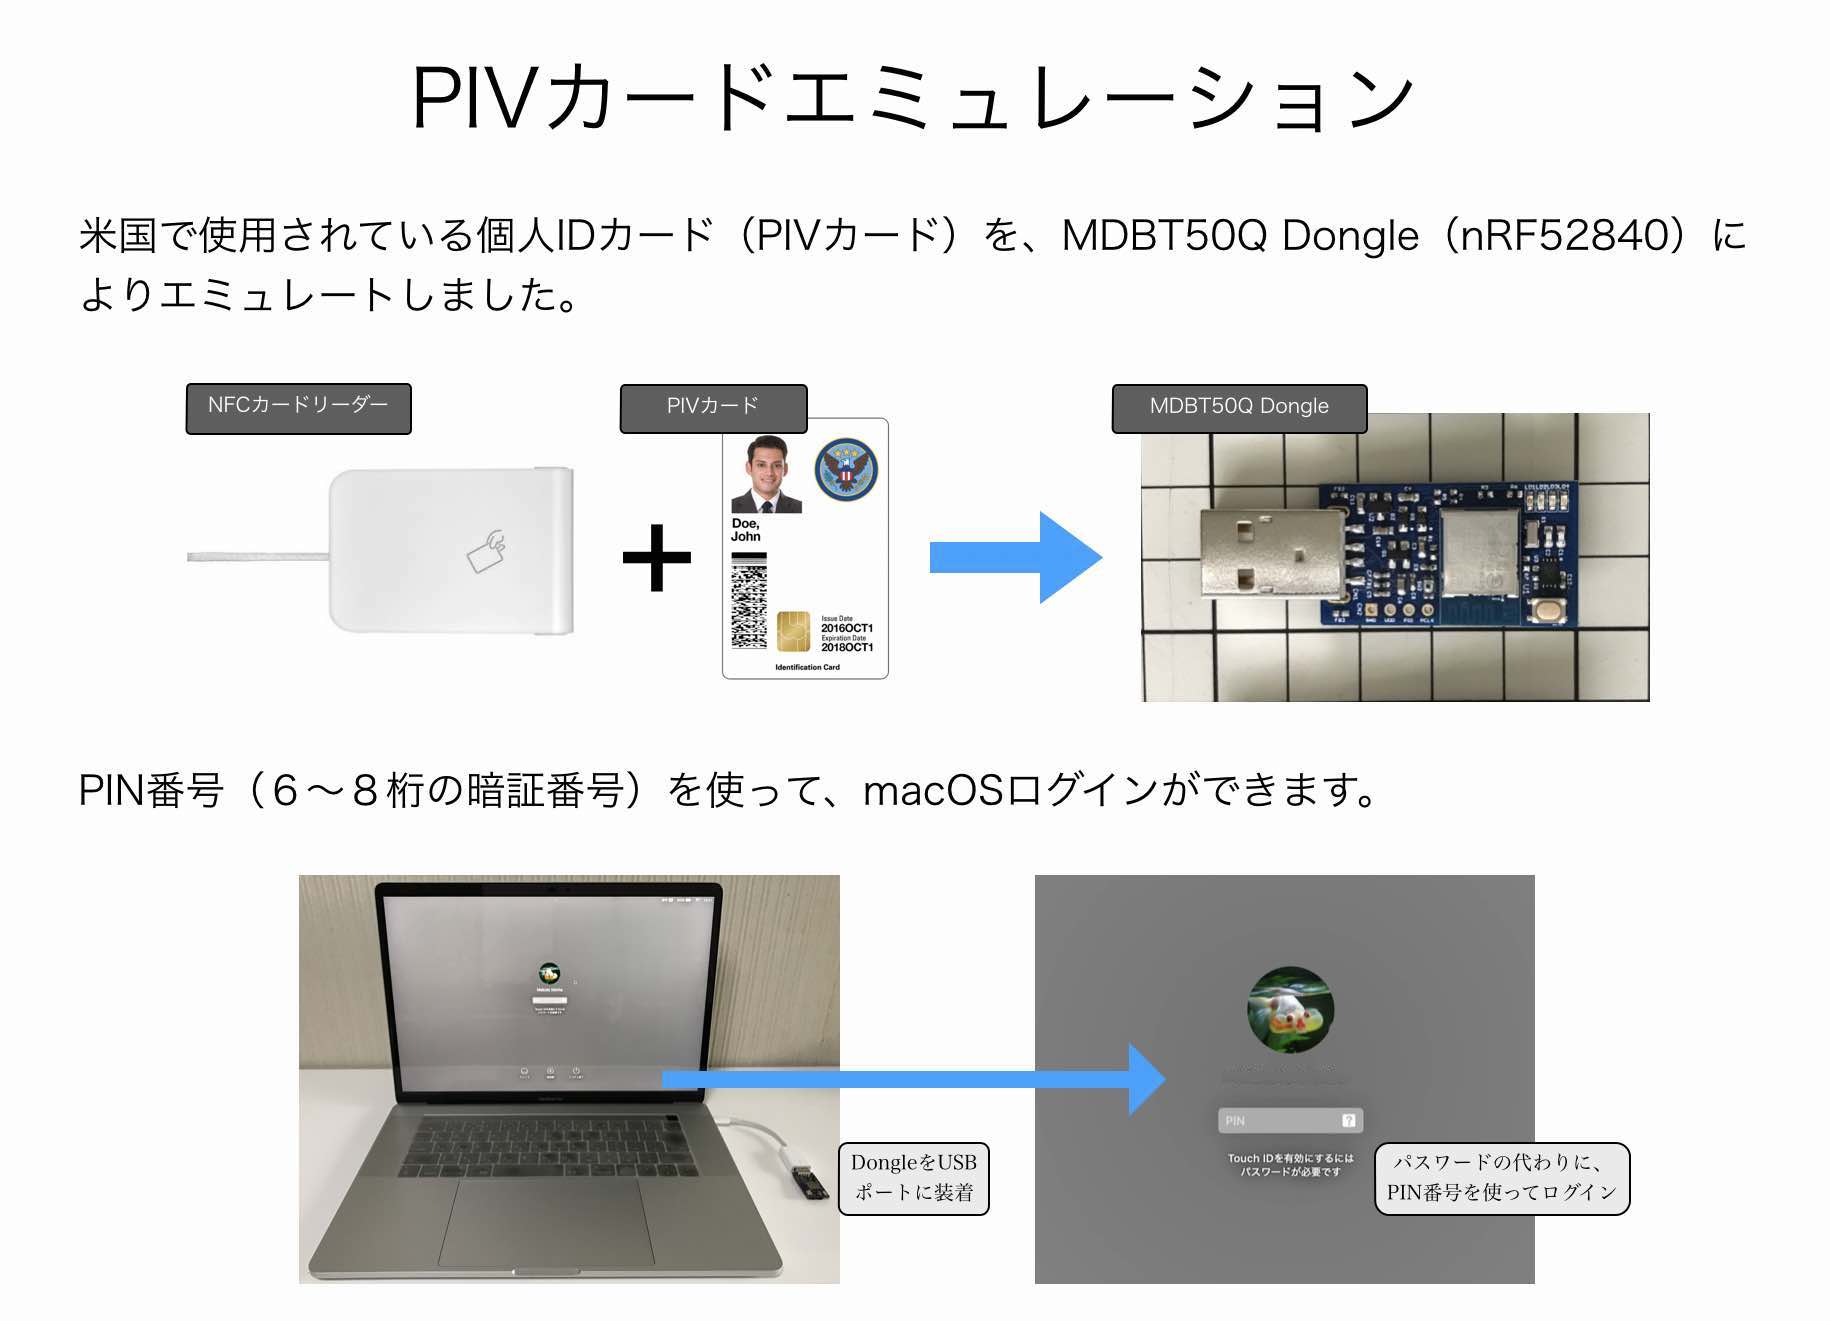 PIVカードエミュレーション
米国で使用されている個人IDカード（PIVカード）を、MDBT50Q Dongle（nRF52840）に
よりエミュレートしました。
NFCカードリーダー
PIVカード
MDBT50Q Dongle
Doe,
John
Issue Date
2016OCT1
Expiration Date
2018OCT1
Identification Card
PIN番号（６〜８桁の暗証番号）を使って、macOSログインができます。
DongleをUSB
ポートに装着
PIN
?
Touch IDを有効にするには
パスワードが必要です
パスワードの代わりに、
PIN番号を使ってログイン